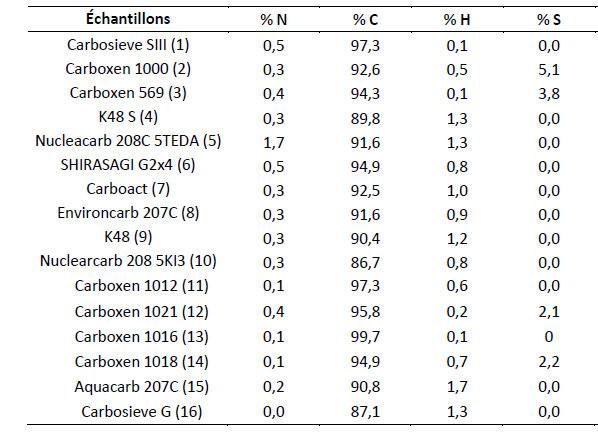 Échantillons % N % C % H % S
Carbosieve SIII (1) 0,5 97,3 0,1 0,0
Carboxen 1000 (2) 0,3 92,6 0,5 5,1
Carboxen 569 (3) 0,4 94,3 0,1 3,8
K48 S (4) 0,3 89,8 1,3 0,0
Nucleacarb 208C 5TEDA (5) 1,7 91,6 1,3 0,0
SHIRASAGI G2x4 (6) 0,5 94,9 0,8 0,0
Carboact (7) 0,3 92,5 1,0 0,0
Environcarb 207C (8) 0,3 91,6 0,9 0,0
K48 (9) 0,3 90,4 1,2 0,0
Nuclearcarb 208 5KI3 (10) 0,3 86,7 0,8 0,0
Carboxen 1012 (11) 0,1 97,3 0,6 0,0
Carboxen 1021 (12) 0,4 95,8 0,2 2,1
Carboxen 1016 (13) 0,1 99,7 0,1 0
Carboxen 1018 (14) 0,1 94,9 0,7 2,2
Aquacarb 207C (15) 0,2 90,8 1,7 0,0
Carbosieve G (16) 0,0 87,1 1,3 0,0